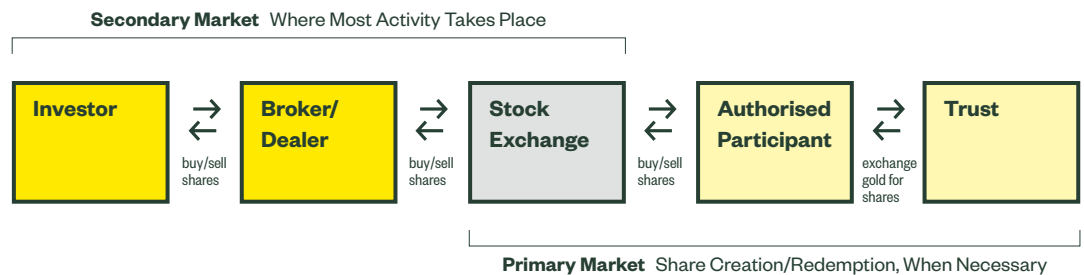 Secondary Market Where Most Activity Takes Place
Investor
buy/sell
shares
Broker/
Dealer
buy/sell
shares
Stock
Exchange
buy/sell
shares
Authorised
Participant
exchange
gold for
shares
Trust
Primary Market Share Creation/Redemption, When Necessary